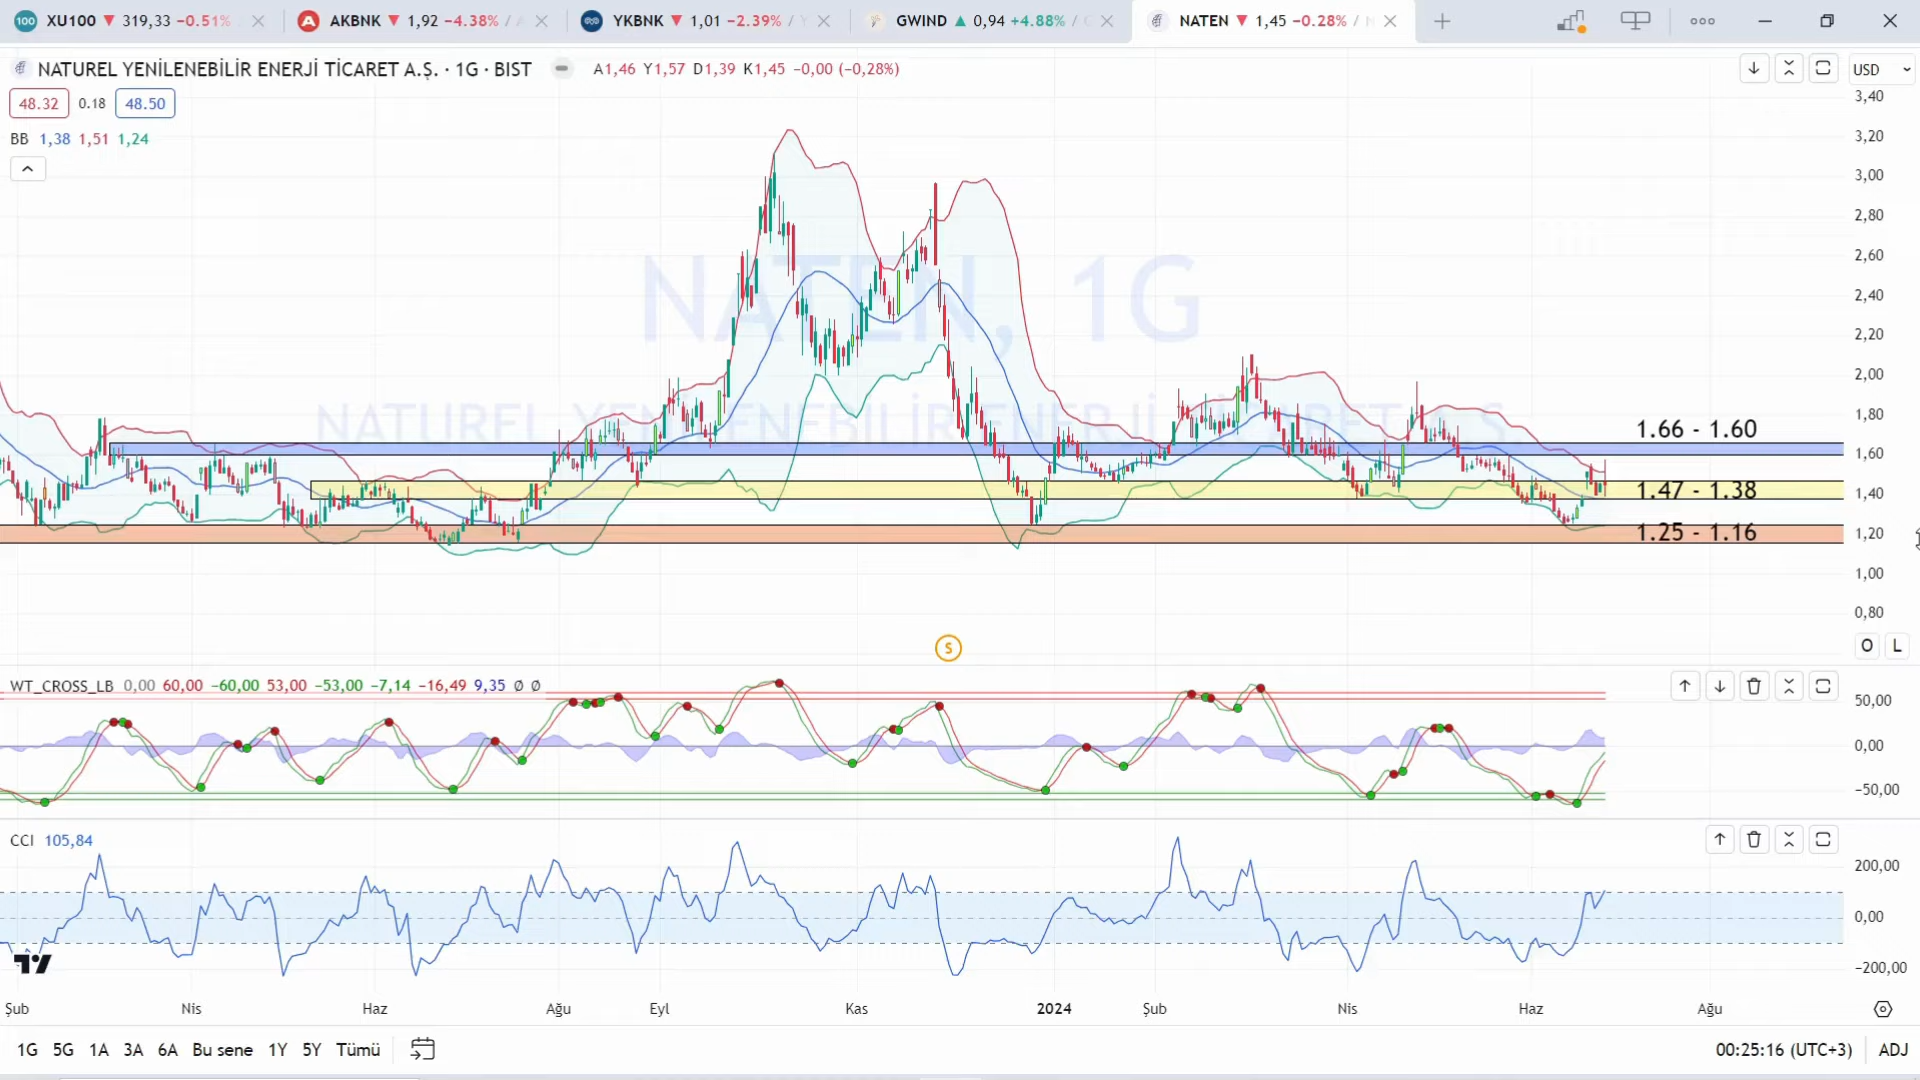 100 XU100 ▼ 319,33 −0.51% A AKBNK ▼ 1,92 −4.38% / YKBNK ▼ 1,01 −2.39% / Y GWIND ▲ 0,94 +4.88% / NATEN ▼ 1,45 −0.28% /
NATUREL YENİLENEBİLİR ENERJİ TİCARET A.Ş. · 1G · BIST A1,46 Y1,57 D1,39 K1,45 −0,00 (−0,28%) USD
48.32 0.18 48.50
BB 1,38 1,51 1,24
3,40
3,20
3,00
2,80
2,60
2,40
2,20
2,00
1,80
1,60
1,40
1,20
1,00
0,80
NATEN, 1G
NATUREL YENİLENEBİLİR ENERJİ TİCARET A.Ş.
1.66 - 1.60
1.47 - 1.38
1.25 - 1.16
S
O L
WT_CROSS_LB 0,00 60,00 −60,00 53,00 −53,00 −7,14 −16,49 9,35 Ø Ø
50,00
0,00
−50,00
CCI 105,84
200,00
0,00
−200,00
Şub Nis Haz Ağu Eyl Kas 2024 Şub Nis Haz Ağu
1G 5G 1A 3A 6A Bu sene 1Y 5Y Tümü 00:25:16 (UTC+3) ADJ